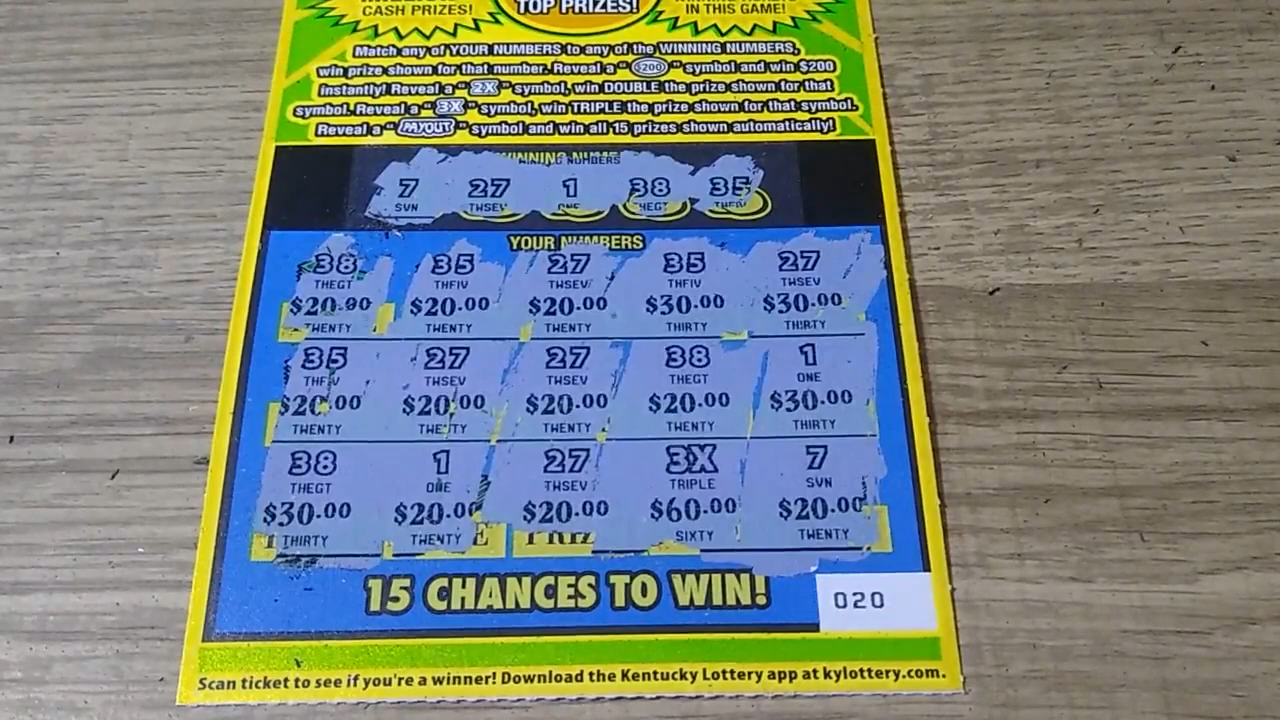 CASH PRIZES!
TOP PRIZES!
IN THIS GAME!
Match any of YOUR NUMBERS to any of the WINNING NUMBERS,
win prize shown for that number. Reveal a "$200" symbol and win $200
instantly! Reveal a "2X" symbol, win DOUBLE the prize shown for that
symbol. Reveal a "3X" symbol, win TRIPLE the prize shown for that symbol.
Reveal a "PAYOUT" symbol and win all 15 prizes shown automatically!
WINNING NUMBERS
7 27 1 38 35
SVN TWSEV ONE THEGT THFIV
YOUR NUMBERS
38 35 27 35 27
THEGT THFIV TWSEV THFIV TWSEV
$20.00 $20.00 $20.00 $30.00 $30.00
TWENTY TWENTY TWENTY THIRTY THIRTY
35 27 27 38 1
THFIV TWSEV TWSEV THEGT ONE
$20.00 $20.00 $20.00 $20.00 $30.00
TWENTY TWENTY TWENTY TWENTY THIRTY
38 1 27 3X 7
THEGT ONE TWSEV TRIPLE SVN
$30.00 $20.00 $20.00 $60.00 $20.00
THIRTY TWENTY SIXTY TWENTY
15 CHANCES TO WIN!
020
Scan ticket to see if you're a winner! Download the Kentucky Lottery app at kylottery.com.